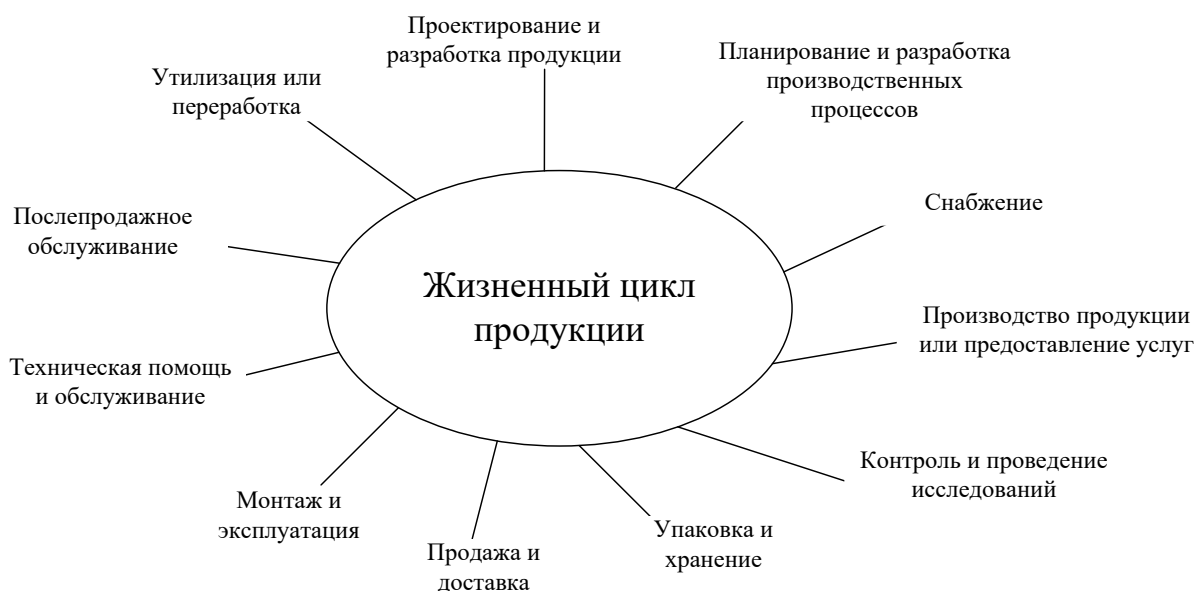 Проектирование и
разработка продукции
Планирование и разработка
производственных
процессов
Утилизация или
переработка
Снабжение
Послепродажное
обслуживание
Жизненный цикл
продукции
Производство продукции
или предоставление услуг
Техническая помощь
и обслуживание
Контроль и проведение
исследований
Монтаж и
эксплуатация
Упаковка и
хранение
Продажа и
доставка